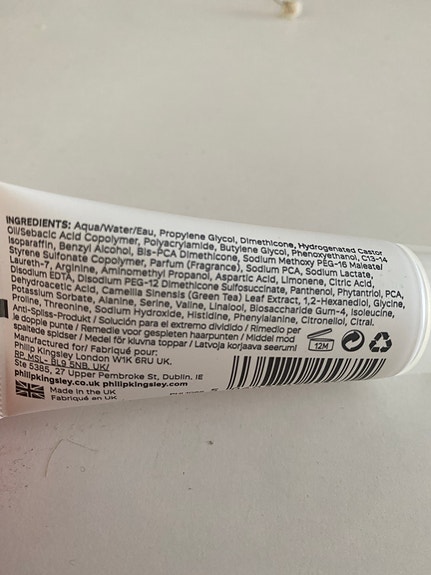 INGREDIENTS: Aqua/Water/Eau, Propylene Glycol, Dimethicone, Hydrogenated Castor
Oil/Sebacic Acid Copolymer, Polyacrylamide, Butylene Glycol, Phenoxyethanol, C13-14
Isoparaffin, Benzyl Alcohol, Bis-PCA Dimethicone, Sodium Methoxy PEG-16 Maleate/
Styrene Sulfonate Copolymer, Parfum (Fragrance), Sodium PCA, Sodium Lactate,
laureth-7, Arginine, Aminomethyl Propanol, Aspartic Acid, Limonene, Citric Acid,
Disodium EDTA, Disodium PEG-12 Dimethicone Sulfosuccinate, Panthenol, Phytantriol, PCA,
Dehydroacetic Acid, Camellia Sinensis (Green Tea) Leaf Extract, 1,2-Hexanediol, Glycine,
Potassium Sorbate, Alanine, Serine, Valine, Linalool, Biosaccharide Gum-4, Isoleucine,
Proline, Threonine, Sodium Hydroxide, Histidine, Phenylalanine, Citronellol, Citral.
Anti-Spliss-Produkt / Solución para el extremo dividido / Rimedio per
le doppie punte / Remedie voor gespleten haarpunten / Middel mod
spaltede spidser / Medel för kluvna toppar / Latvoja korjaava seerumi
Manufactured for/ Fabriqué pour:
Philip Kingsley London W1K 6RU UK.
RP. MSL- BL9 5NB. UK/
Ste 5385, 27 Upper Pembroke St, Dublin. IE
philipkingsley.co.uk philipkingsley.com
Made in the UK
Fabriqué en UK
12M